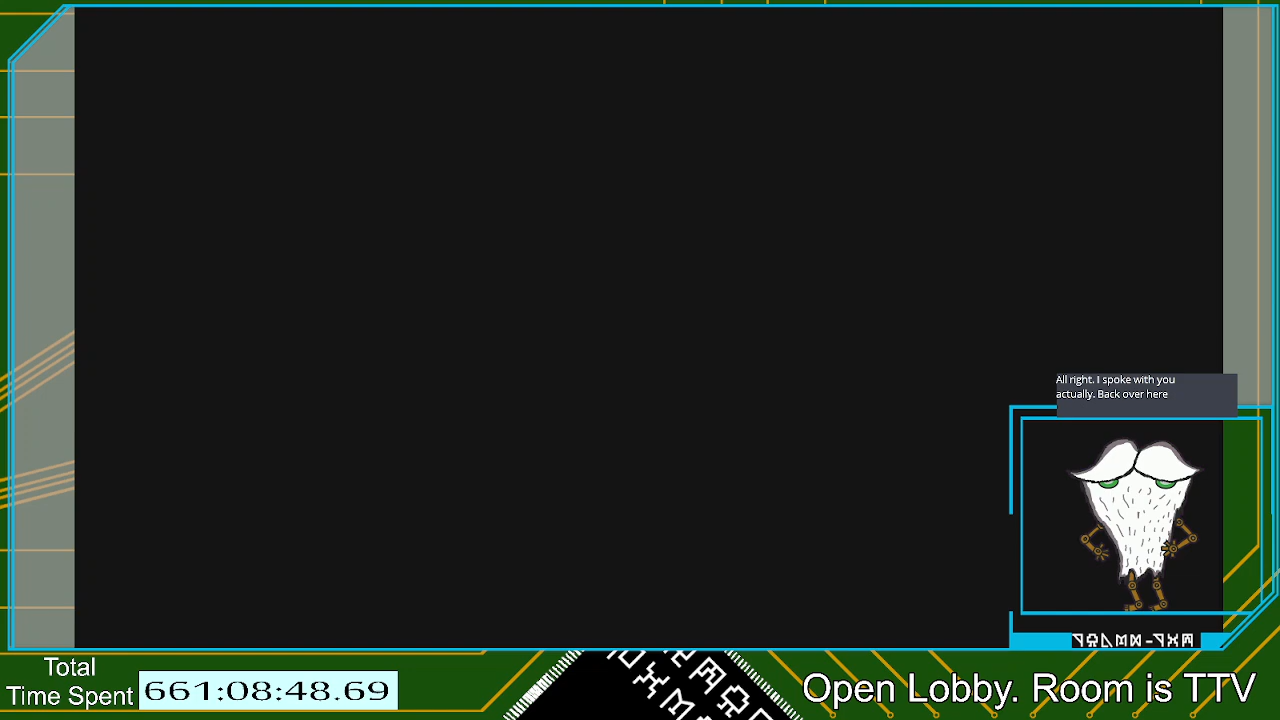 All right. I spoke with you
actually. Back over here
Total
Time Spent
661:08:48.69
Open Lobby. Room is TTV